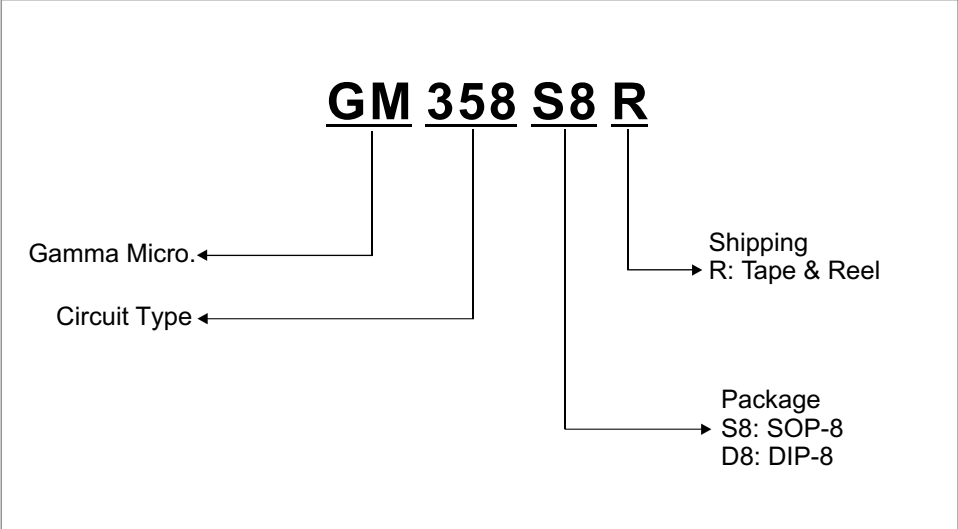 GM 358 S8 R
Gamma Micro.
Circuit Type
Shipping
R: Tape & Reel
Package
S8: SOP-8
D8: DIP-8